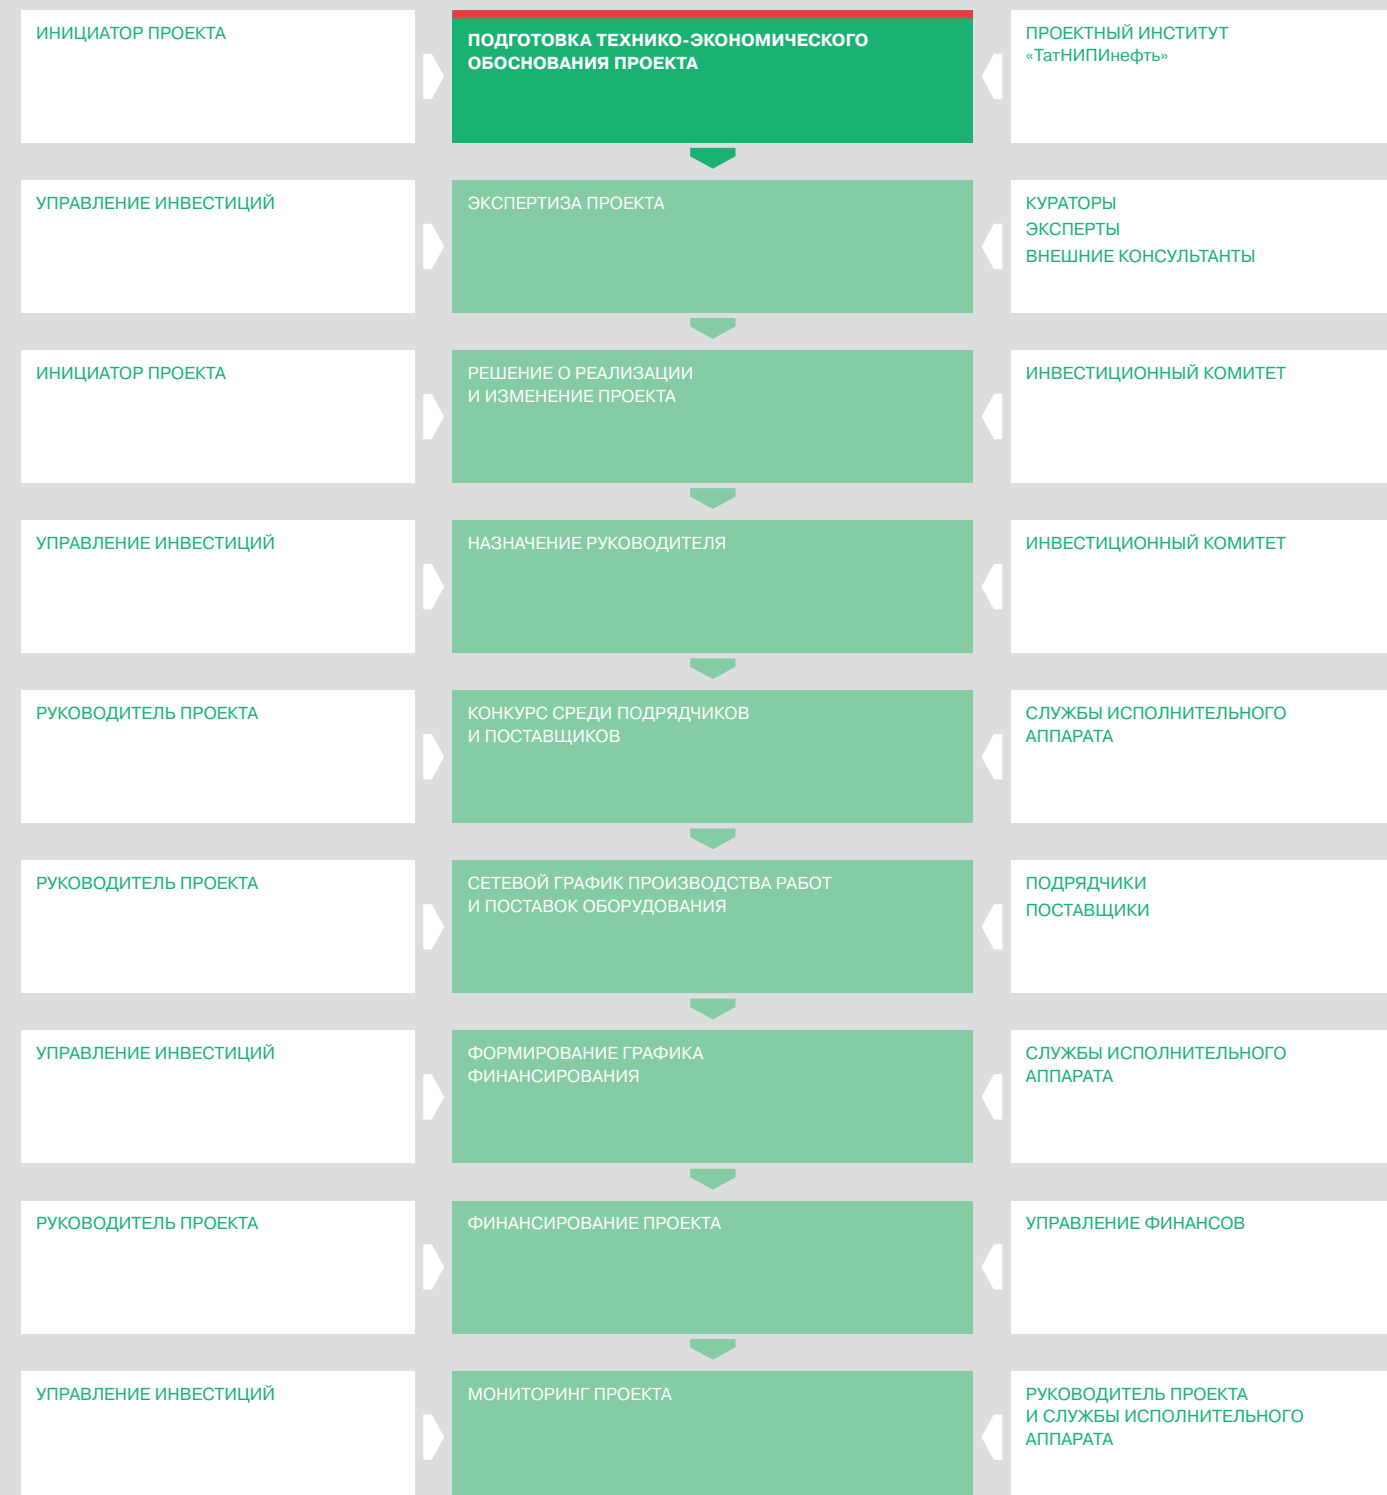 ИНИЦИАТОР ПРОЕКТА
ПОДГОТОВКА ТЕХНИКО-ЭКОНОМИЧЕСКОГО
ОБОСНОВАНИЯ ПРОЕКТА
ПРОЕКТНЫЙ ИНСТИТУТ
«ТатНИПИнефть»
УПРАВЛЕНИЕ ИНВЕСТИЦИЙ
ЭКСПЕРТИЗА ПРОЕКТА
КУРАТОРЫ
ЭКСПЕРТЫ
ВНЕШНИЕ КОНСУЛЬТАНТЫ
ИНИЦИАТОР ПРОЕКТА
РЕШЕНИЕ О РЕАЛИЗАЦИИ
И ИЗМЕНЕНИЕ ПРОЕКТА
ИНВЕСТИЦИОННЫЙ КОМИТЕТ
УПРАВЛЕНИЕ ИНВЕСТИЦИЙ
НАЗНАЧЕНИЕ РУКОВОДИТЕЛЯ
ИНВЕСТИЦИОННЫЙ КОМИТЕТ
РУКОВОДИТЕЛЬ ПРОЕКТА
КОНКУРС СРЕДИ ПОДРЯДЧИКОВ
И ПОСТАВЩИКОВ
СЛУЖБЫ ИСПОЛНИТЕЛЬНОГО
АППАРАТА
РУКОВОДИТЕЛЬ ПРОЕКТА
СЕТЕВОЙ ГРАФИК ПРОИЗВОДСТВА РАБОТ
И ПОСТАВОК ОБОРУДОВАНИЯ
ПОДРЯДЧИКИ
ПОСТАВЩИКИ
УПРАВЛЕНИЕ ИНВЕСТИЦИЙ
ФОРМИРОВАНИЕ ГРАФИКА
ФИНАНСИРОВАНИЯ
СЛУЖБЫ ИСПОЛНИТЕЛЬНОГО
АППАРАТА
РУКОВОДИТЕЛЬ ПРОЕКТА
ФИНАНСИРОВАНИЕ ПРОЕКТА
УПРАВЛЕНИЕ ФИНАНСОВ
УПРАВЛЕНИЕ ИНВЕСТИЦИЙ
МОНИТОРИНГ ПРОЕКТА
РУКОВОДИТЕЛЬ ПРОЕКТА
И СЛУЖБЫ ИСПОЛНИТЕЛЬНОГО
АППАРАТА